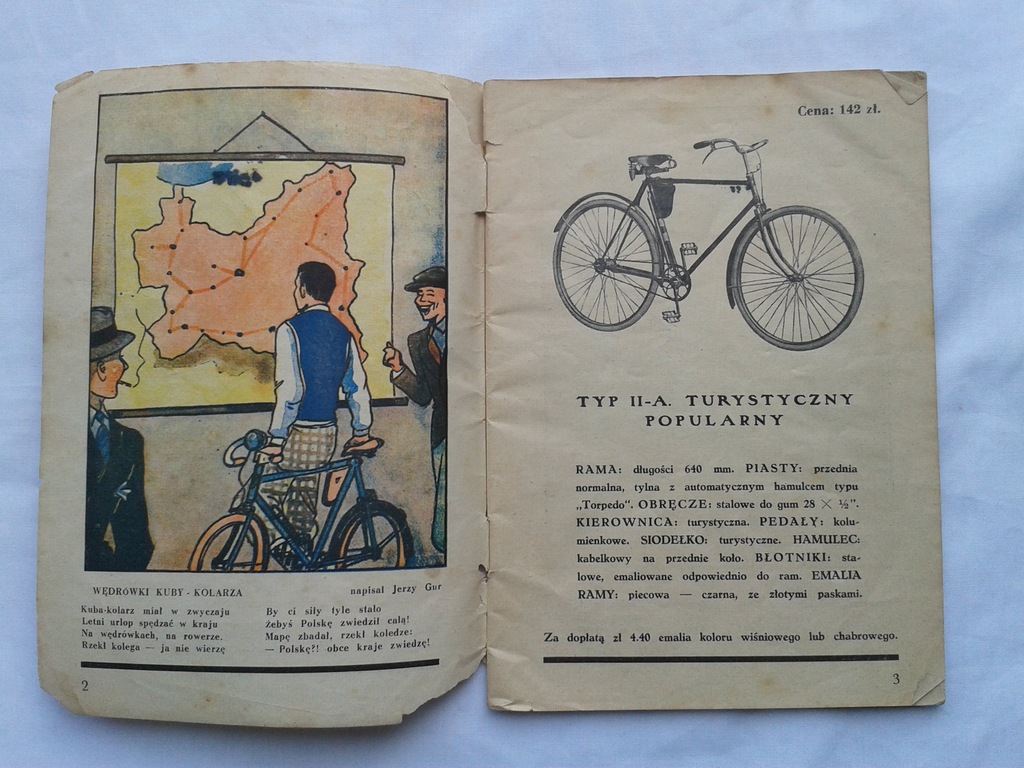 WĘDRÓWKI KUBY - KOLARZA
napisał Jerzy Gur
Kuba-kolarz miał w zwyczaju
Letni urlop spędzać w kraju
Na wędrówkach, na rowerze.
Rzekł kolega — ja nie wierzę
By ci siły tyle stało
Żebyś Polskę zwiedził całą!
Mapę zbadał, rzekł koledze:
— Polskę?! obce kraje zwiedzę!
2
Cena: 142 zł.
TYP II-A. TURYSTYCZNY
POPULARNY
RAMA: długości 640 mm. PIASTY: przednia
normalna, tylna z automatycznym hamulcem typu
„Torpedo". OBRĘCZE: stalowe do gum 28 × ½".
KIEROWNICA: turystyczna. PEDAŁY: kolu-
mienkowe. SIODEŁKO: turystyczne. HAMULEC:
kabelkowy na przednie koło. BŁOTNIKI: sta-
lowe, emaliowane odpowiednio do ram. EMALIA
RAMY: piecowa — czarna, ze złotymi paskami.
Za dopłatą zł 4.40 emalia koloru wiśniowego lub chabrowego.
3